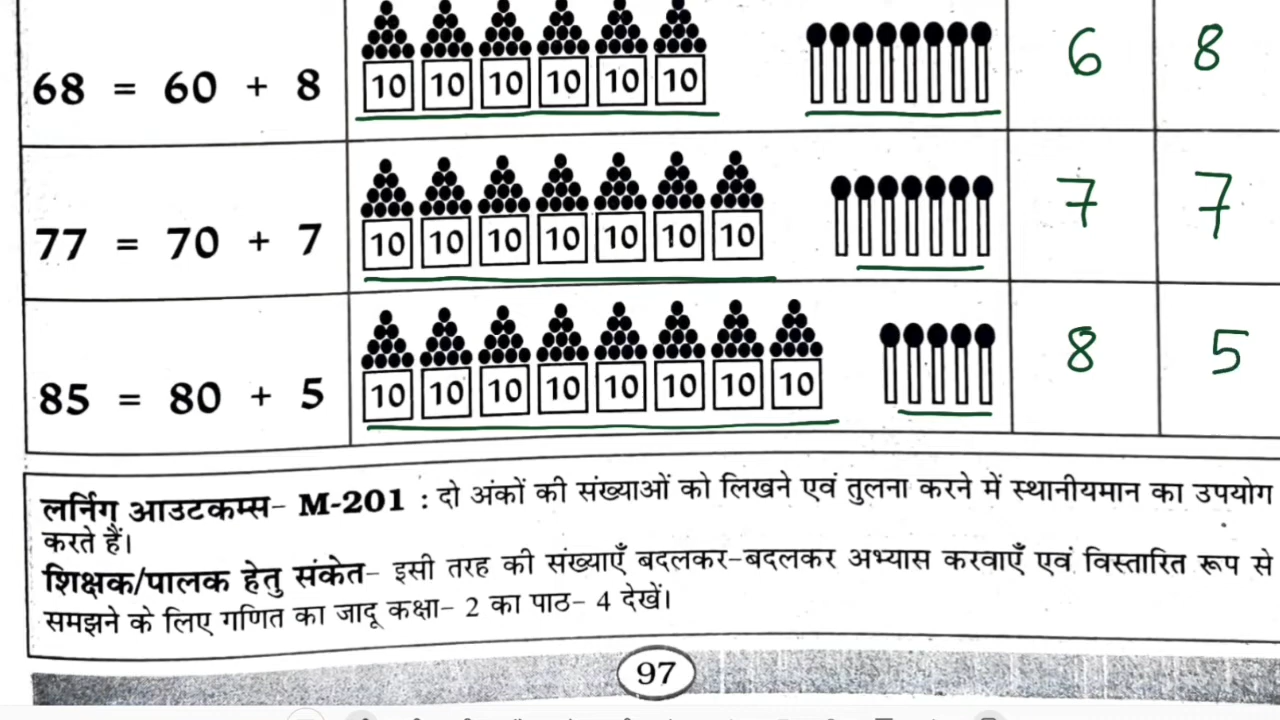 68 = 60 + 8 10 10 10 10 10 10 6 8
77 = 70 + 7 10 10 10 10 10 10 10 7 7
85 = 80 + 5 10 10 10 10 10 10 10 10 8 5
लर्निग आउटकम्स- M-201 : दो अंकों की संख्याओं को लिखने एवं तुलना करने में स्थानीयमान का उपयोग
करते हैं।
शिक्षक/पालक हेतु संकेत- इसी तरह की संख्याएँ बदलकर-बदलकर अभ्यास करवाएँ एवं विस्तारित रूप से
समझने के लिए गणित का जादू कक्षा- 2 का पाठ- 4 देखें।
97